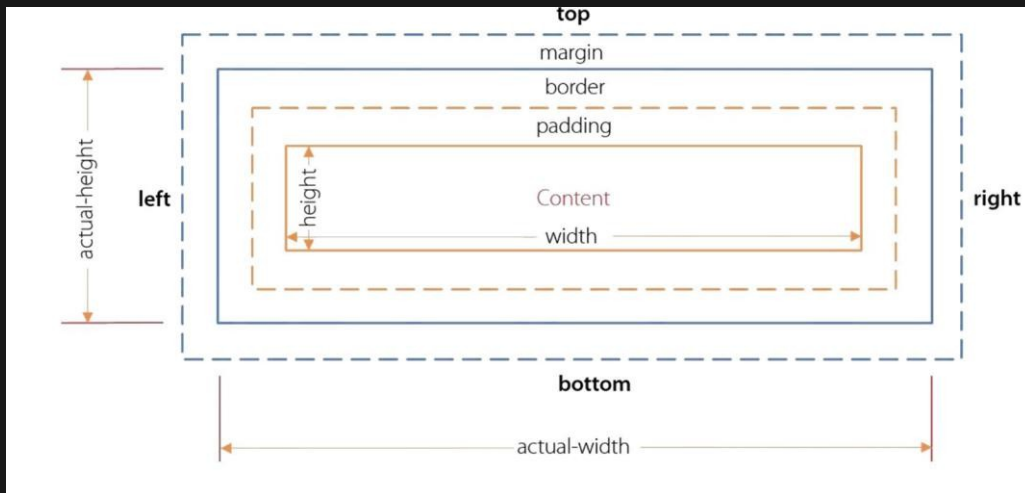 top
margin
border
padding
actual-height
left
height
Content
right
width
bottom
actual-width